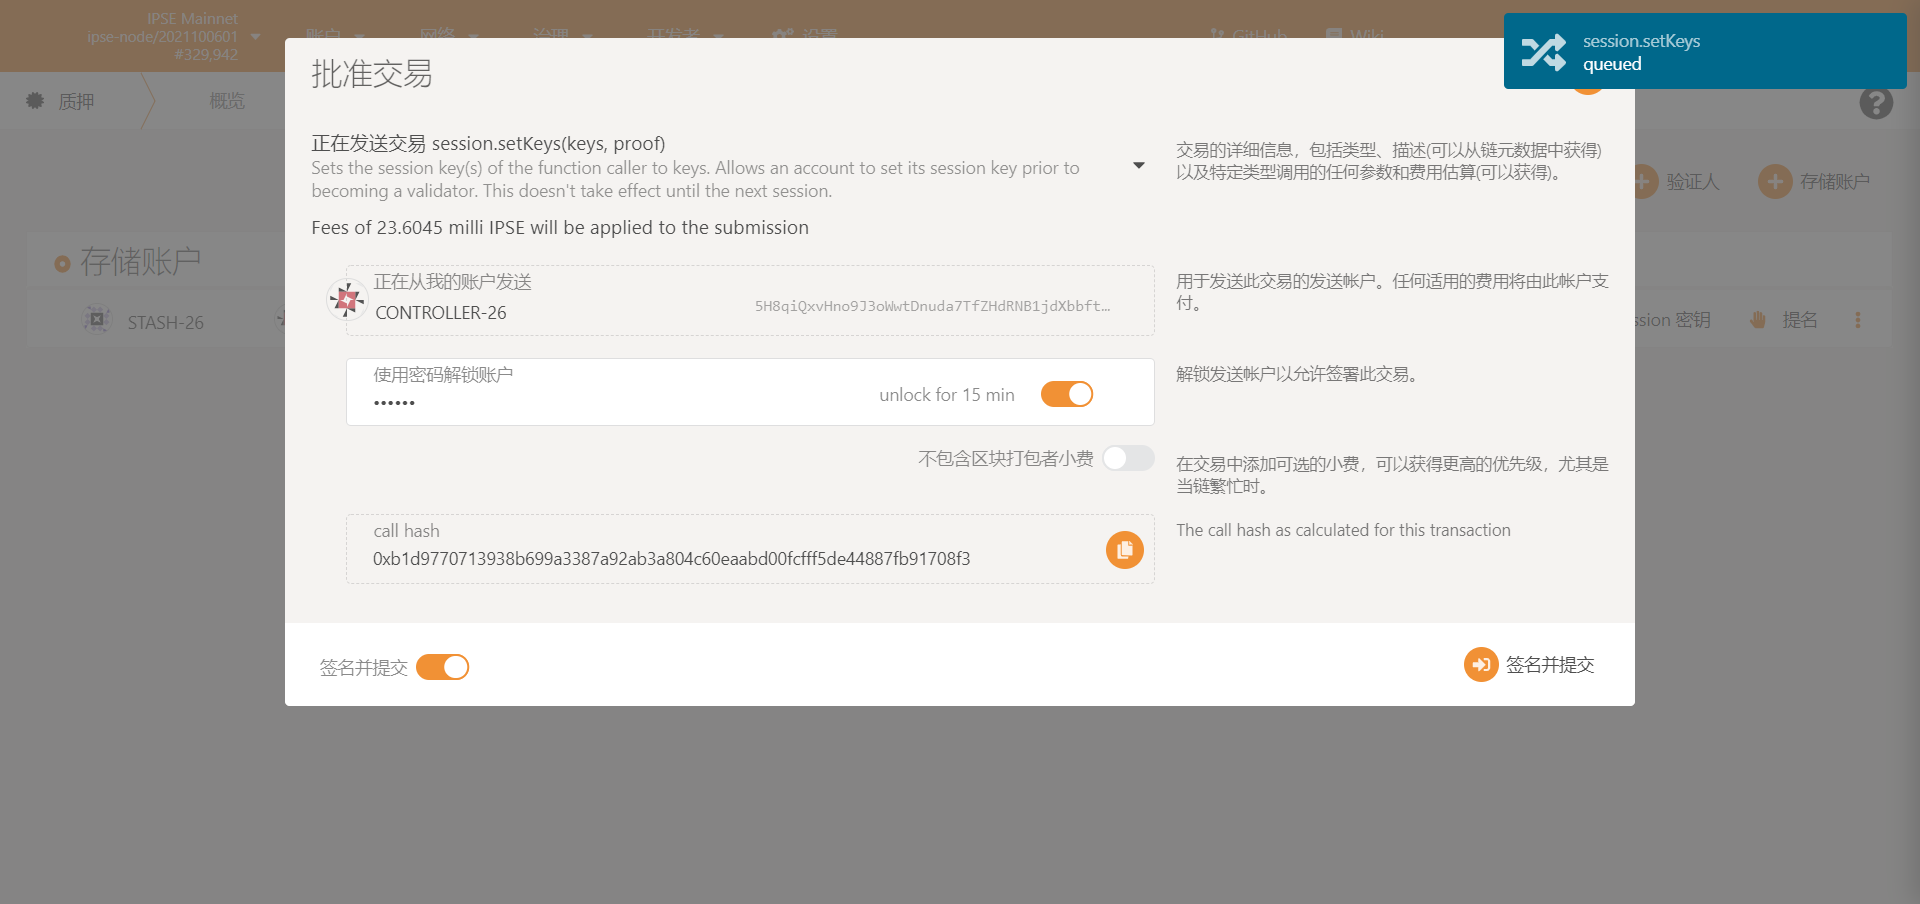 IPSE Mainnet
ipse-node/2021100601
#329,942
账户
网络
治理
开发者
设置
GitHub
Wiki
session.setKeys
queued
质押
概览
批准交易
正在发送交易 session.setKeys(keys, proof)
Sets the session key(s) of the function caller to keys. Allows an account to set its session key prior to
becoming a validator. This doesn't take effect until the next session.
Fees of 23.6045 milli IPSE will be applied to the submission
交易的详细信息，包括类型、描述(可以从链元数据中获得)
以及特定类型调用的任何参数和费用估算(可以获得)。
验证人
存储账户
存储账户
STASH-26
正在从我的账户发送
CONTROLLER-26
5H8qiQxvHno9J3oWwtDnuda7TfZHdRNB1jdXbbft…
用于发送此交易的发送帐户。任何适用的费用将由此帐户支
付。
ssion 密钥
提名
使用密码解锁账户
••••••
unlock for 15 min
解锁发送帐户以允许签署此交易。
不包含区块打包者小费
在交易中添加可选的小费，可以获得更高的优先级，尤其是
当链繁忙时。
call hash
0xb1d9770713938b699a3387a92ab3a804c60eaabd00fcfff5de44887fb91708f3
The call hash as calculated for this transaction
签名并提交
签名并提交